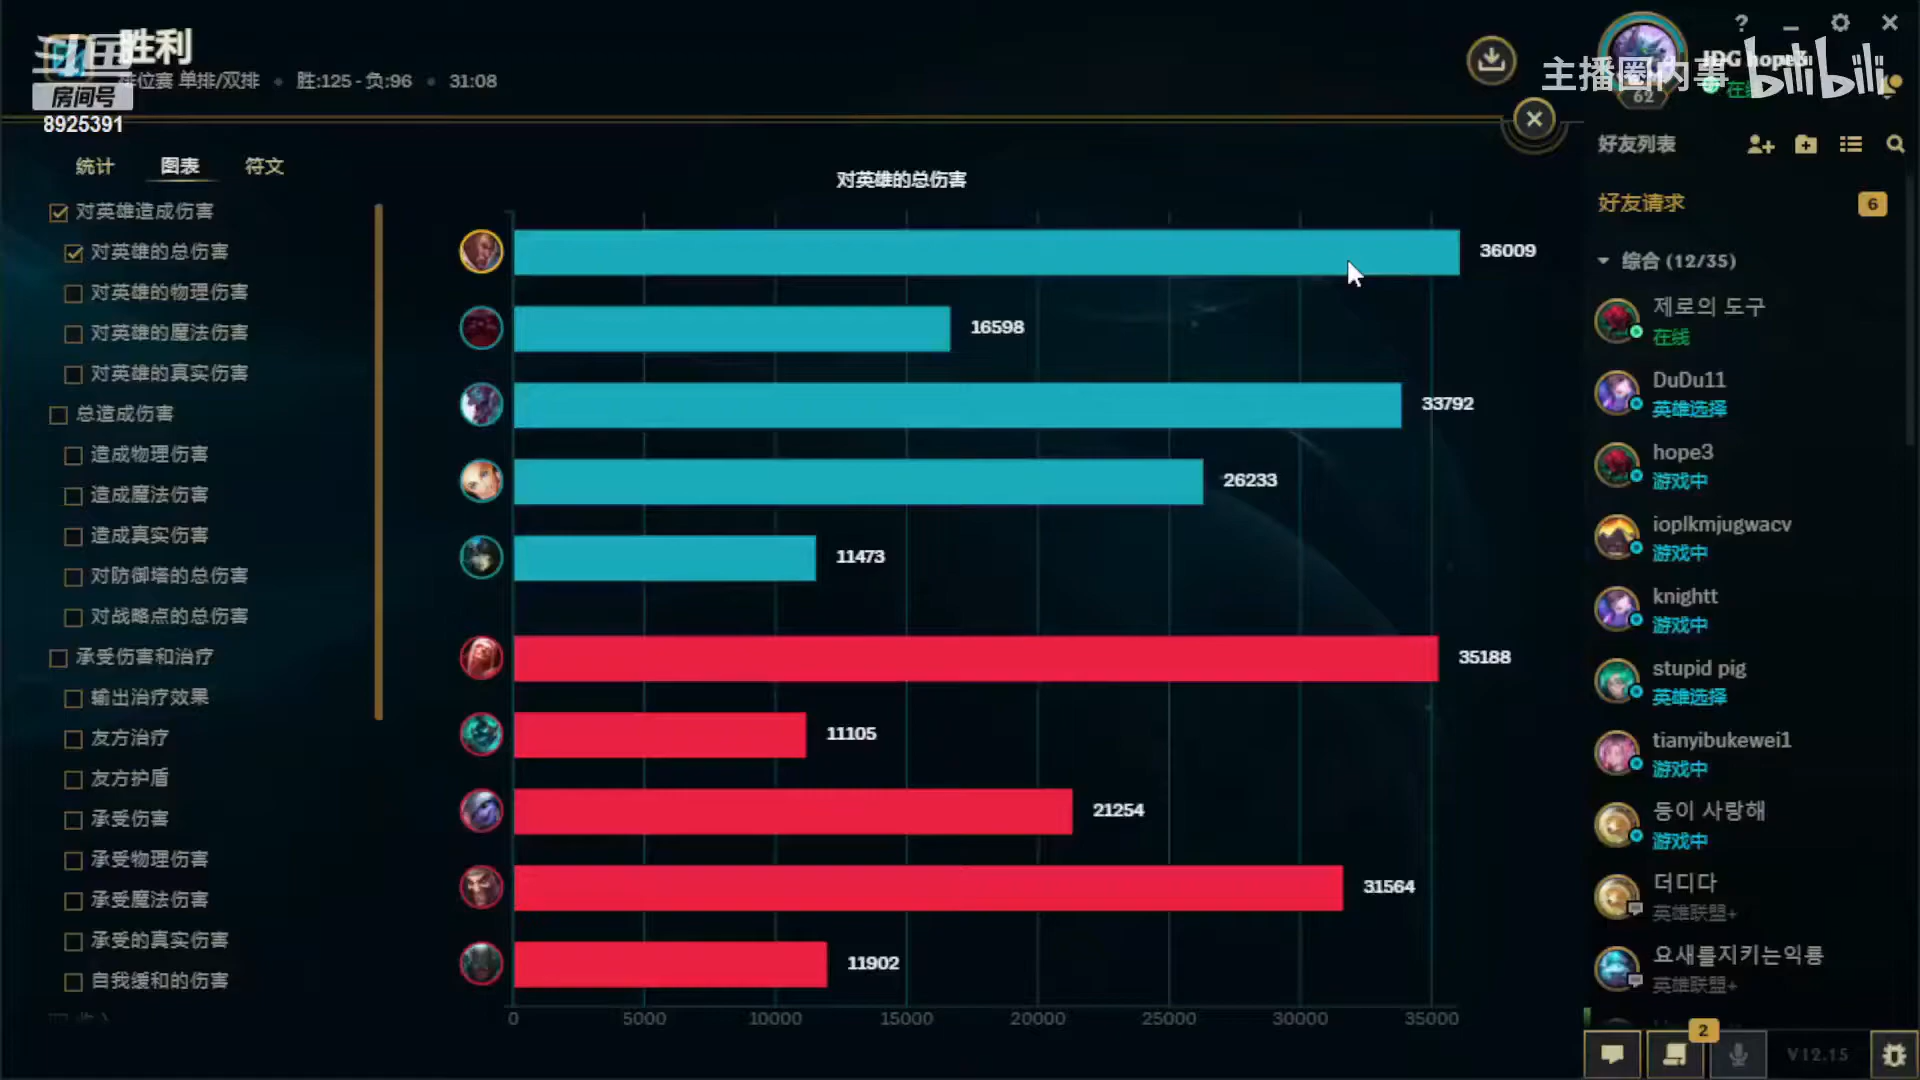 胜利
排位赛 单排/双排 • 胜:125 - 负:96 • 31:08
斗鱼
房间号
8925391
统计 图表 符文
对英雄造成伤害
对英雄的总伤害
对英雄的物理伤害
对英雄的魔法伤害
对英雄的真实伤害
总造成伤害
造成物理伤害
造成魔法伤害
造成真实伤害
对防御塔的总伤害
对战略点的总伤害
承受伤害和治疗
输出治疗效果
友方治疗
友方护盾
承受伤害
承受物理伤害
承受魔法伤害
承受的真实伤害
自我缓和的伤害
对英雄的总伤害
36009
16598
33792
26233
11473
35188
11105
21254
31564
11902
0 5000 10000 15000 20000 25000 30000 35000
JDG hope3
62
主播圈内事 bilibili
好友列表
好友请求 6
综合 (12/35)
제로의 도구
在线
DuDu11
英雄选择
hope3
游戏中
ioplkmjugwacv
游戏中
knightt
游戏中
stupid pig
英雄选择
tianyibukewei1
游戏中
등이 사랑해
游戏中
더디다
英雄联盟+
요새를지키는익룡
英雄联盟+
2
V12.15